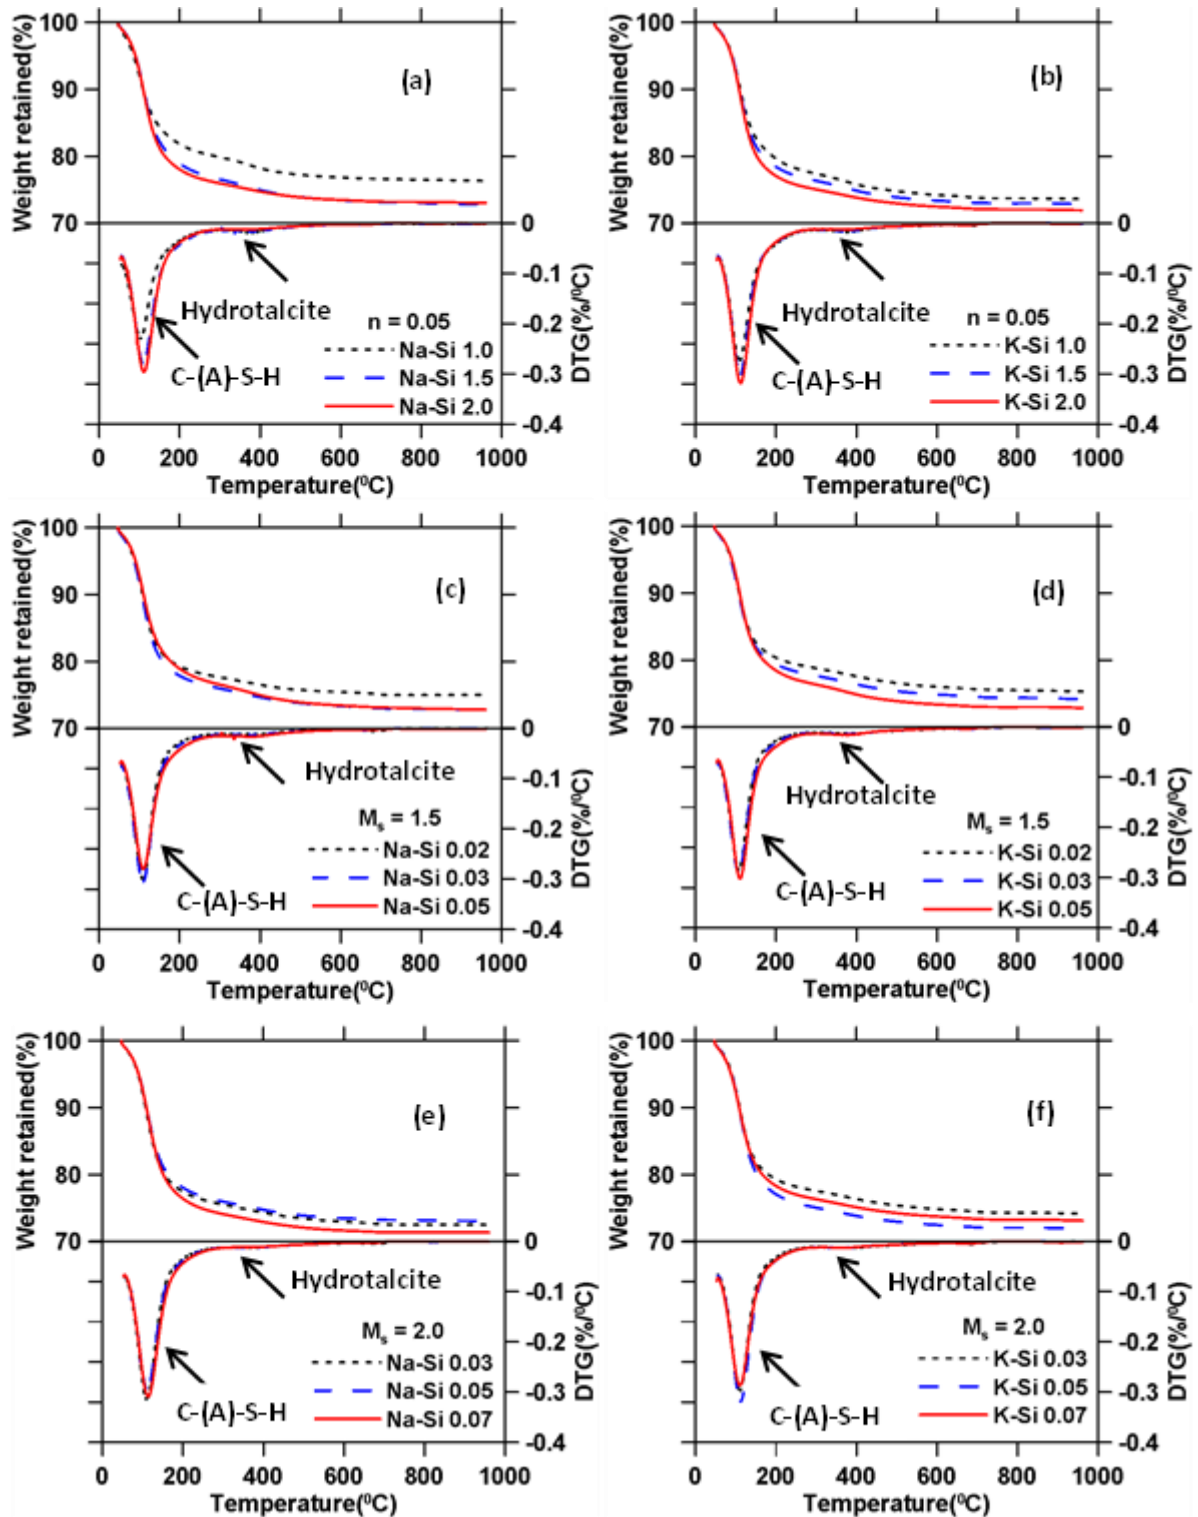 100
90
80
70
Weight retained(%)
(a)
0
-0.1
-0.2
-0.3
-0.4
DTG(%/⁰C)
Hydrotalcite
C-(A)-S-H
n = 0.05
Na-Si 1.0
Na-Si 1.5
Na-Si 2.0
0 200 400 600 800 1000
Temperature(⁰C)
100
90
80
70
Weight retained(%)
(b)
0
-0.1
-0.2
-0.3
-0.4
DTG(%/⁰C)
Hydrotalcite
C-(A)-S-H
n = 0.05
K-Si 1.0
K-Si 1.5
K-Si 2.0
0 200 400 600 800 1000
Temperature(⁰C)
100
90
80
70
Weight retained(%)
(c)
0
-0.1
-0.2
-0.3
-0.4
DTG(%/⁰C)
Hydrotalcite
C-(A)-S-H
Mₛ = 1.5
Na-Si 0.02
Na-Si 0.03
Na-Si 0.05
0 200 400 600 800 1000
Temperature(⁰C)
100
90
80
70
Weight retained(%)
(d)
0
-0.1
-0.2
-0.3
-0.4
DTG(%/⁰C)
Hydrotalcite
C-(A)-S-H
Mₛ = 1.5
K-Si 0.02
K-Si 0.03
K-Si 0.05
0 200 400 600 800 1000
Temperature(⁰C)
100
90
80
70
Weight retained(%)
(e)
0
-0.1
-0.2
-0.3
-0.4
DTG(%/⁰C)
Hydrotalcite
C-(A)-S-H
Mₛ = 2.0
Na-Si 0.03
Na-Si 0.05
Na-Si 0.07
0 200 400 600 800 1000
Temperature(⁰C)
100
90
80
70
Weight retained(%)
(f)
0
-0.1
-0.2
-0.3
-0.4
DTG(%/⁰C)
Hydrotalcite
C-(A)-S-H
Mₛ = 2.0
K-Si 0.03
K-Si 0.05
K-Si 0.07
0 200 400 600 800 1000
Temperature(⁰C)